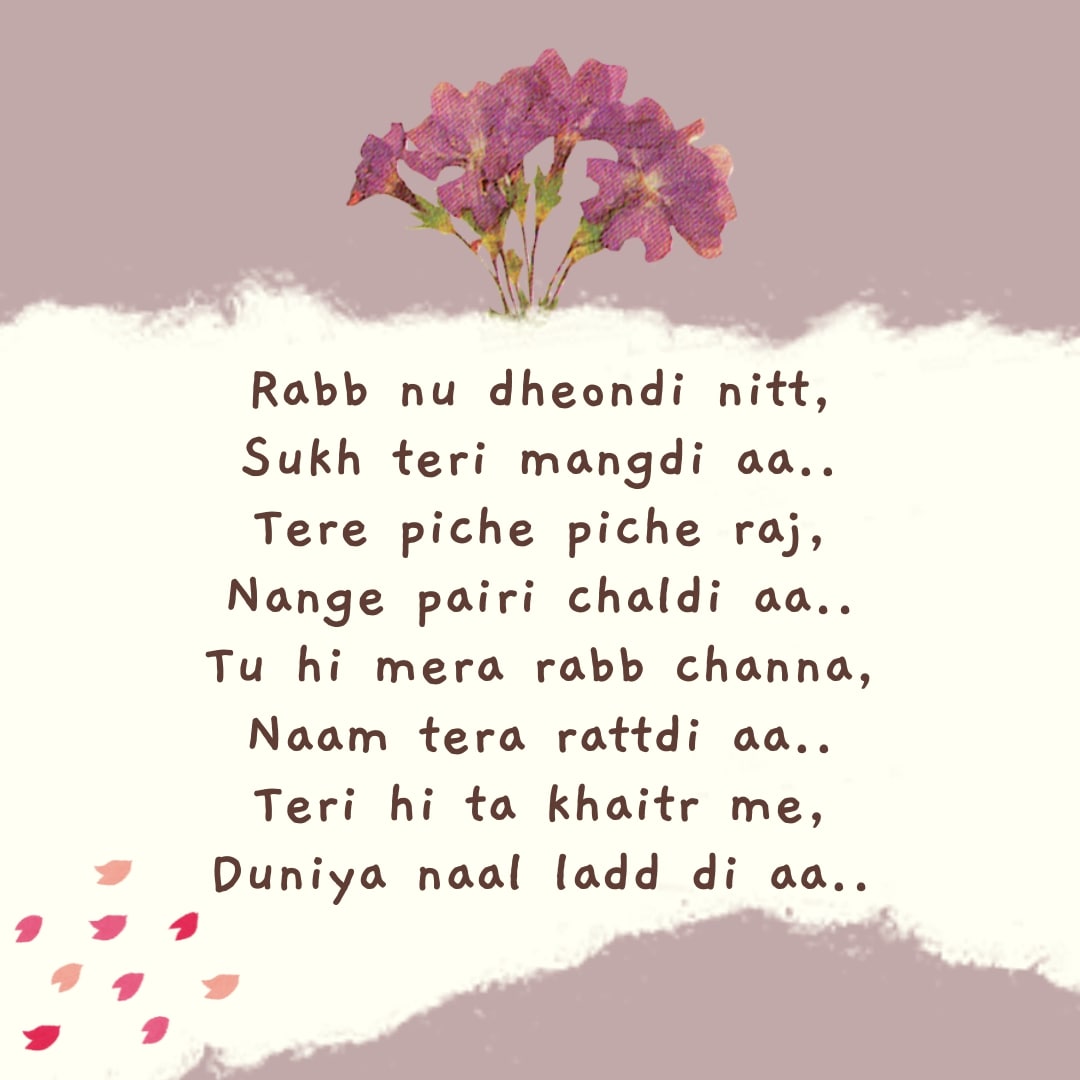 Rabb nu dheondi nitt,
Sukh teri mangdi aa..
Tere piche piche raj,
Nange pairi chaldi aa..
Tu hi mera rabb channa,
Naam tera rattdi aa..
Teri hi ta khaitr me,
Duniya naal ladd di aa..